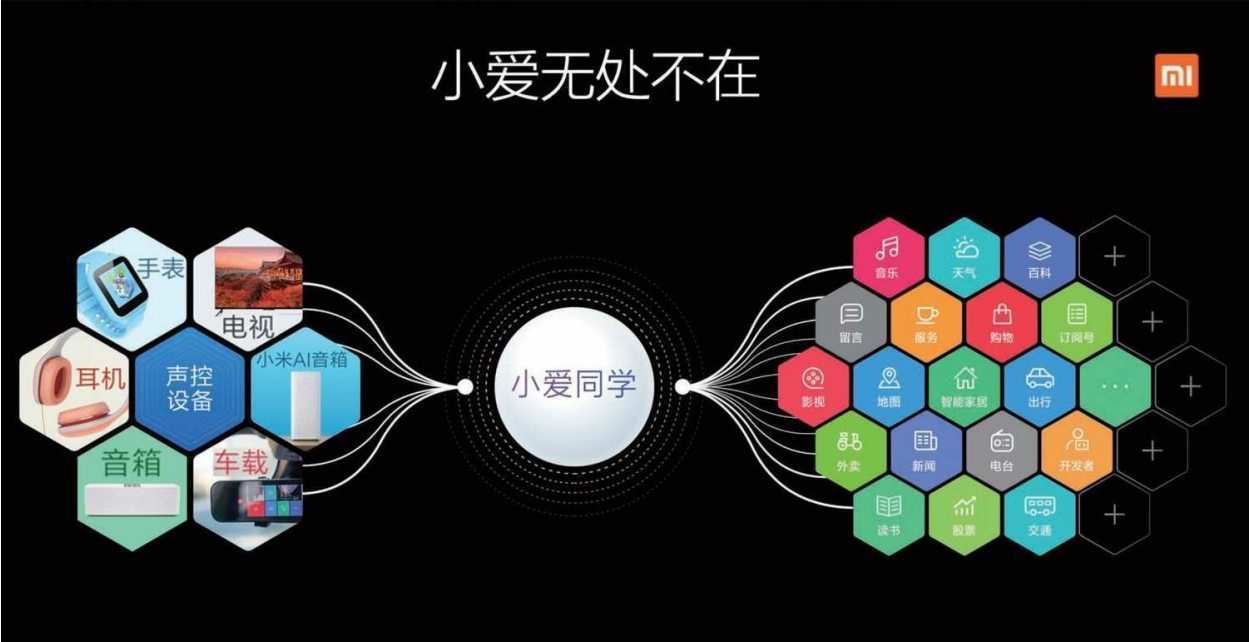 小爱无处不在
mi
手表
电视
耳机
声控
设备
小米AI音箱
音箱
车载
小爱同学
音乐
天气
百科
留言
服务
购物
订阅号
影视
地图
智能家居
出行
...
外卖
新闻
电台
开发者
读书
股票
交通